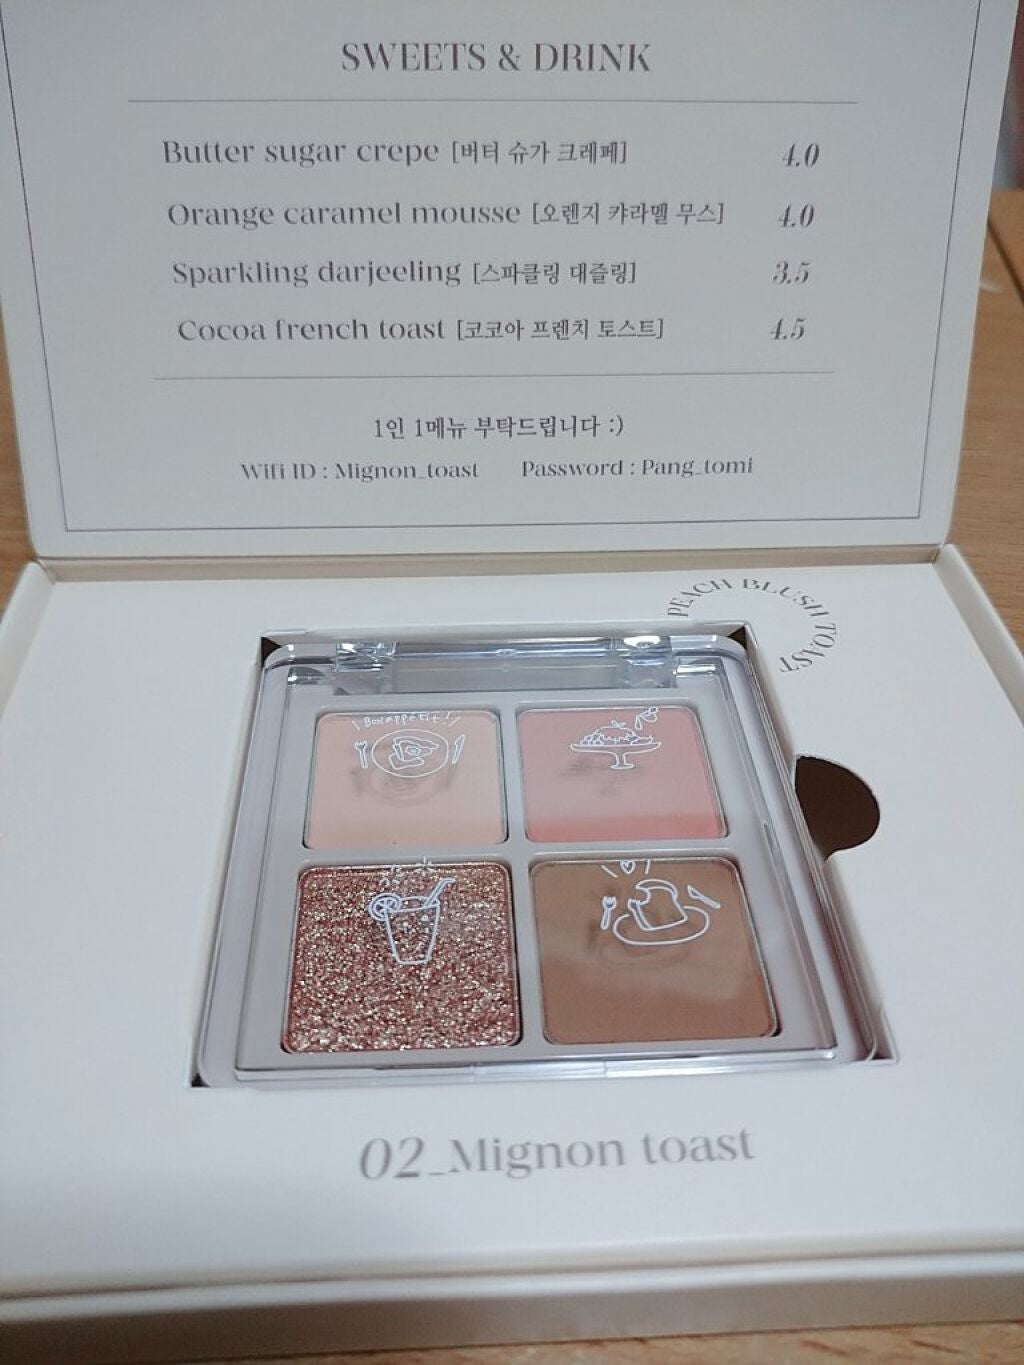 SWEETS & DRINK
Butter sugar crepe [버터 슈가 크레페] 4.0
Orange caramel mousse [오렌지 캬라멜 무스] 4.0
Sparkling darjeeling [스파클링 대즐링] 3.5
Cocoa french toast [코코아 프렌치 토스트] 4.5
1인 1메뉴 부탁드립니다 :)
Wifi ID : Mignon_toast Password : Pang_tomi
PEACH BLUSH TOAST
\ Bon appétit! /
02_Mignon toast